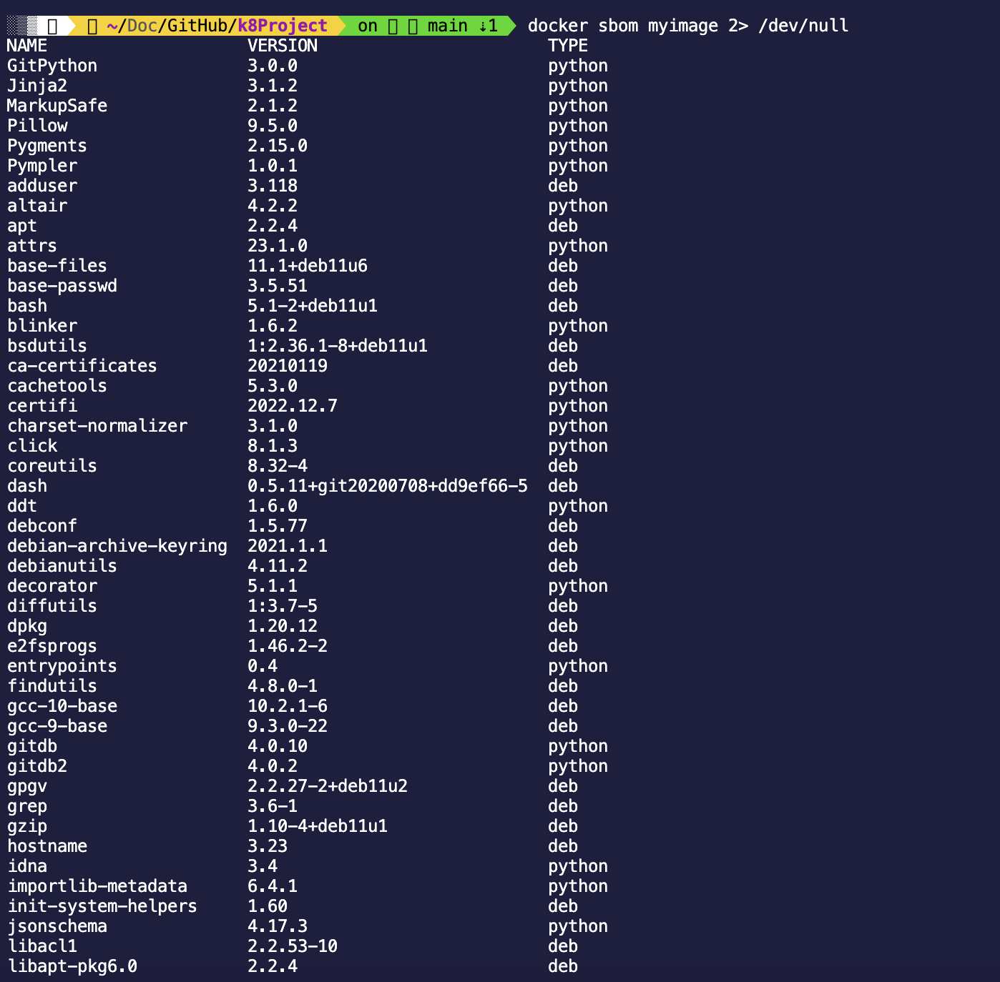 ~/Doc/GitHub/k8Project on main ⇣1 docker sbom myimage 2> /dev/null
NAME VERSION TYPE
GitPython 3.0.0 python
Jinja2 3.1.2 python
MarkupSafe 2.1.2 python
Pillow 9.5.0 python
Pygments 2.15.0 python
Pympler 1.0.1 python
adduser 3.118 deb
altair 4.2.2 python
apt 2.2.4 deb
attrs 23.1.0 python
base-files 11.1+deb11u6 deb
base-passwd 3.5.51 deb
bash 5.1-2+deb11u1 deb
blinker 1.6.2 python
bsdutils 1:2.36.1-8+deb11u1 deb
ca-certificates 20210119 deb
cachetools 5.3.0 python
certifi 2022.12.7 python
charset-normalizer 3.1.0 python
click 8.1.3 python
coreutils 8.32-4 deb
dash 0.5.11+git20200708+dd9ef66-5 deb
ddt 1.6.0 python
debconf 1.5.77 deb
debian-archive-keyring 2021.1.1 deb
debianutils 4.11.2 deb
decorator 5.1.1 python
diffutils 1:3.7-5 deb
dpkg 1.20.12 deb
e2fsprogs 1.46.2-2 deb
entrypoints 0.4 python
findutils 4.8.0-1 deb
gcc-10-base 10.2.1-6 deb
gcc-9-base 9.3.0-22 deb
gitdb 4.0.10 python
gitdb2 4.0.2 python
gpgv 2.2.27-2+deb11u2 deb
grep 3.6-1 deb
gzip 1.10-4+deb11u1 deb
hostname 3.23 deb
idna 3.4 python
importlib-metadata 6.4.1 python
init-system-helpers 1.60 deb
jsonschema 4.17.3 python
libacl1 2.2.53-10 deb
libapt-pkg6.0 2.2.4 deb